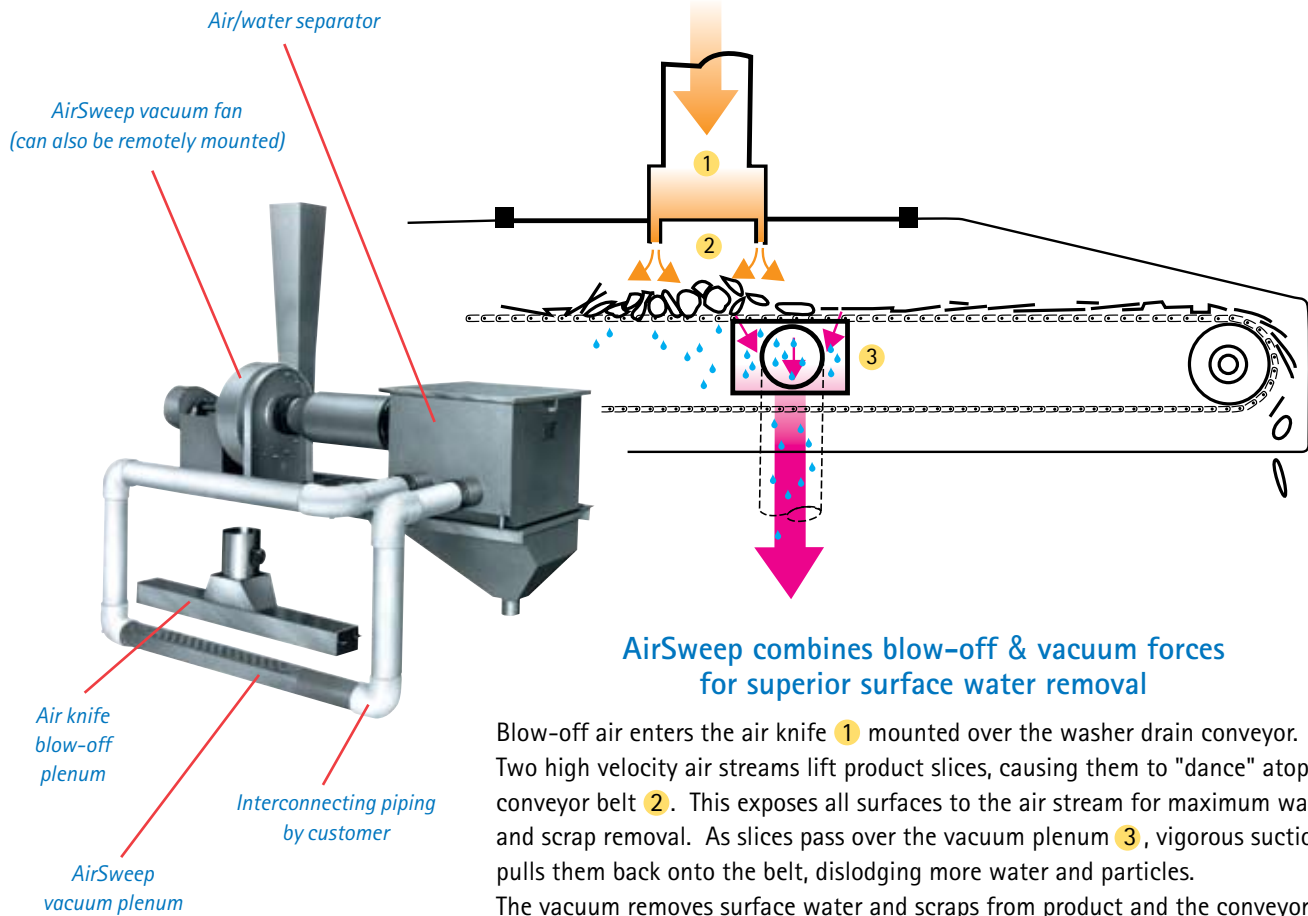 Air/water separator
AirSweep vacuum fan
(can also be remotely mounted)
1
2
3
Air knife
blow-off
plenum
Interconnecting piping
by customer
AirSweep
vacuum plenum
AirSweep combines blow-off & vacuum forces
for superior surface water removal
Blow-off air enters the air knife 1 mounted over the washer drain conveyor.
Two high velocity air streams lift product slices, causing them to "dance" atop
conveyor belt 2. This exposes all surfaces to the air stream for maximum wa
and scrap removal. As slices pass over the vacuum plenum 3, vigorous suctio
pulls them back onto the belt, dislodging more water and particles.
The vacuum removes surface water and scraps from product and the conveyor